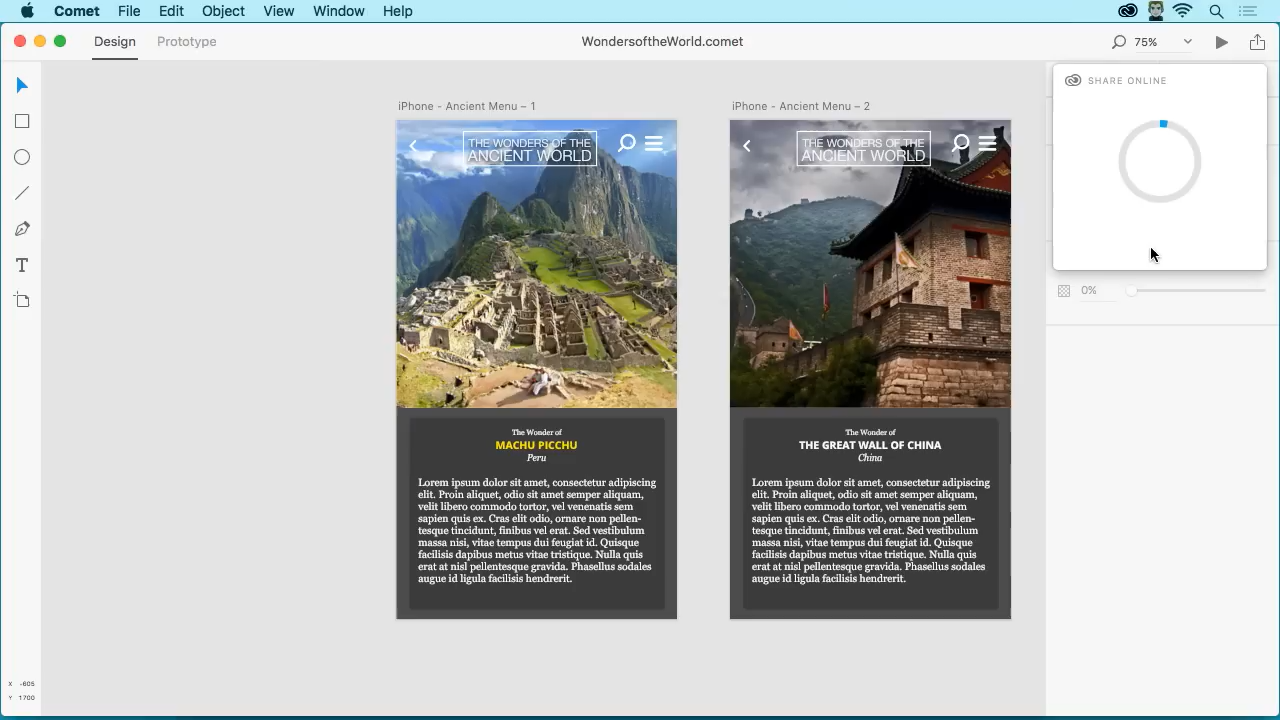 Comet File Edit Object View Window Help
Design Prototype WondersoftheWorld.comet 75%
SHARE ONLINE
0%
iPhone - Ancient Menu – 1
THE WONDERS OF THE
ANCIENT WORLD
The Wonder of
MACHU PICCHU
Peru
Lorem ipsum dolor sit amet, consectetur adipiscing
elit. Proin aliquet, odio sit amet semper aliquam,
velit libero commodo tortor, vel venenatis sem
sapien quis ex. Cras elit odio, ornare non pellen-
tesque tincidunt, finibus vel erat. Sed vestibulum
massa nisi, vitae tempus dui feugiat id. Quisque
facilisis dapibus metus vitae tristique. Nulla quis
erat at nisl pellentesque gravida. Phasellus sodales
augue id ligula facilisis hendrerit.
iPhone - Ancient Menu – 2
THE WONDERS OF THE
ANCIENT WORLD
The Wonder of
THE GREAT WALL OF CHINA
China
Lorem ipsum dolor sit amet, consectetur adipiscing
elit. Proin aliquet, odio sit amet semper aliquam,
velit libero commodo tortor, vel venenatis sem
sapien quis ex. Cras elit odio, ornare non pellen-
tesque tincidunt, finibus vel erat. Sed vestibulum
massa nisi, vitae tempus dui feugiat id. Quisque
facilisis dapibus metus vitae tristique. Nulla quis
erat at nisl pellentesque gravida. Phasellus sodales
augue id ligula facilisis hendrerit.
X -605
Y 1700